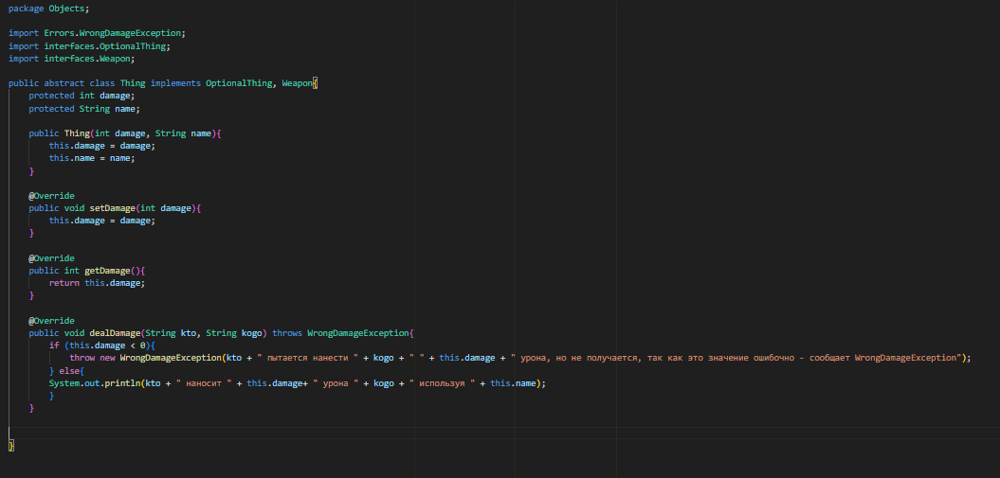 package Objects;
import Errors.WrongDamageException;
import interfaces.OptionalThing;
import interfaces.Weapon;
public abstract class Thing implements OptionalThing, Weapon{
    protected int damage;
    protected String name;
    public Thing(int damage, String name){
        this.damage = damage;
        this.name = name;
    }
    @Override
    public void setDamage(int damage){
        this.damage = damage;
    }
    @Override
    public int getDamage(){
        return this.damage;
    }
    @Override
    public void dealDamage(String kto, String kogo) throws WrongDamageException{
        if (this.damage < 0){
            throw new WrongDamageException(kto + " пытается нанести " + kogo + " " + this.damage + " урона, но не получается, так как это значение ошибочно - сообщает WrongDamageException");
        } else{
        System.out.println(kto + " наносит " + this.damage+ " урона " + kogo + " используя " + this.name);
        }
    }
}